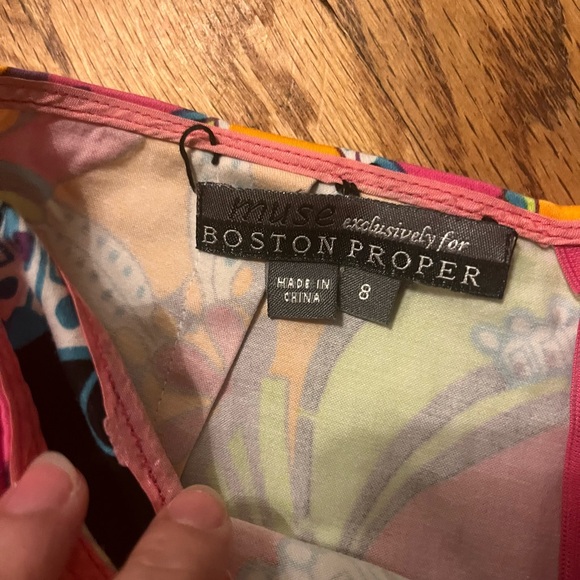 muse exclusively for
BOSTON PROPER
MADE IN
CHINA
8